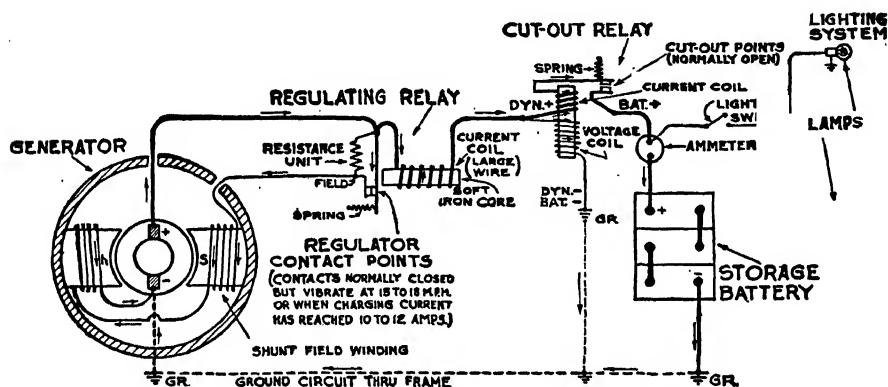 LIGHTING
SYSTEM
CUT-OUT RELAY
CUT-OUT POINTS
(NORMALLY OPEN)
SPRING
CURRENT COIL
DYN.+
BAT.+
LIGHT
SWI
LAMPS
REGULATING RELAY
GENERATOR
RESISTANCE
UNIT
CURRENT
COIL
(LARGE
WIRE)
VOLTAGE
COIL
AMMETER
FIELD
SOFT
IRON CORE
SPRING
DYN.-
BAT.-
GR.
+
-
+
-
h
S
REGULATOR
CONTACT POINTS
(CONTACTS NORMALLY CLOSED
BUT VIBRATE AT 15 TO 18 M.P.H.
OR WHEN CHARGING CURRENT
HAS REACHED 10 TO 12 AMPS.)
STORAGE
BATTERY
SHUNT FIELD WINDING
GR.
GROUND CIRCUIT THRU FRAME
GR.